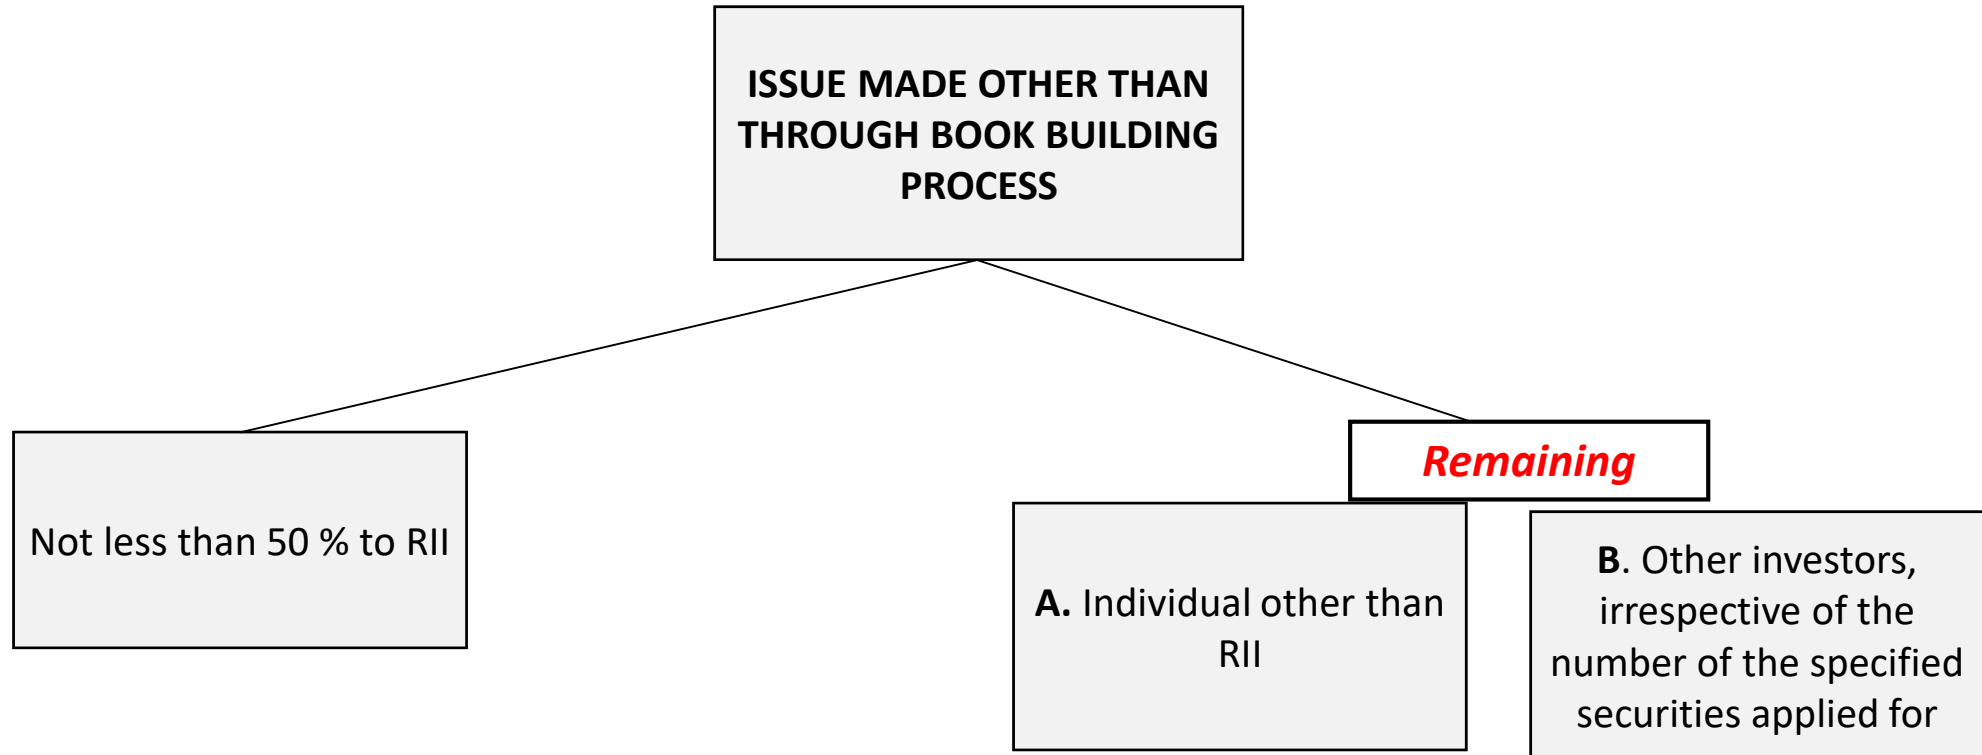 ISSUE MADE OTHER THAN
THROUGH BOOK BUILDING
PROCESS
Not less than 50 % to RII
Remaining
A. Individual other than
RII
B. Other investors,
irrespective of the
number of the specified
securities applied for